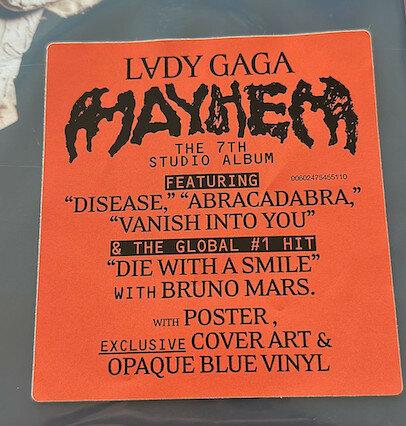 LADY GAGA
MAYHEM
THE 7TH
STUDIO ALBUM
FEATURING
00602475455110
“DISEASE,” “ABRACADABRA,”
“VANISH INTO YOU”
& THE GLOBAL #1 HIT
“DIE WITH A SMILE”
WITH BRUNO MARS.
WITH POSTER,
EXCLUSIVE COVER ART &
OPAQUE BLUE VINYL